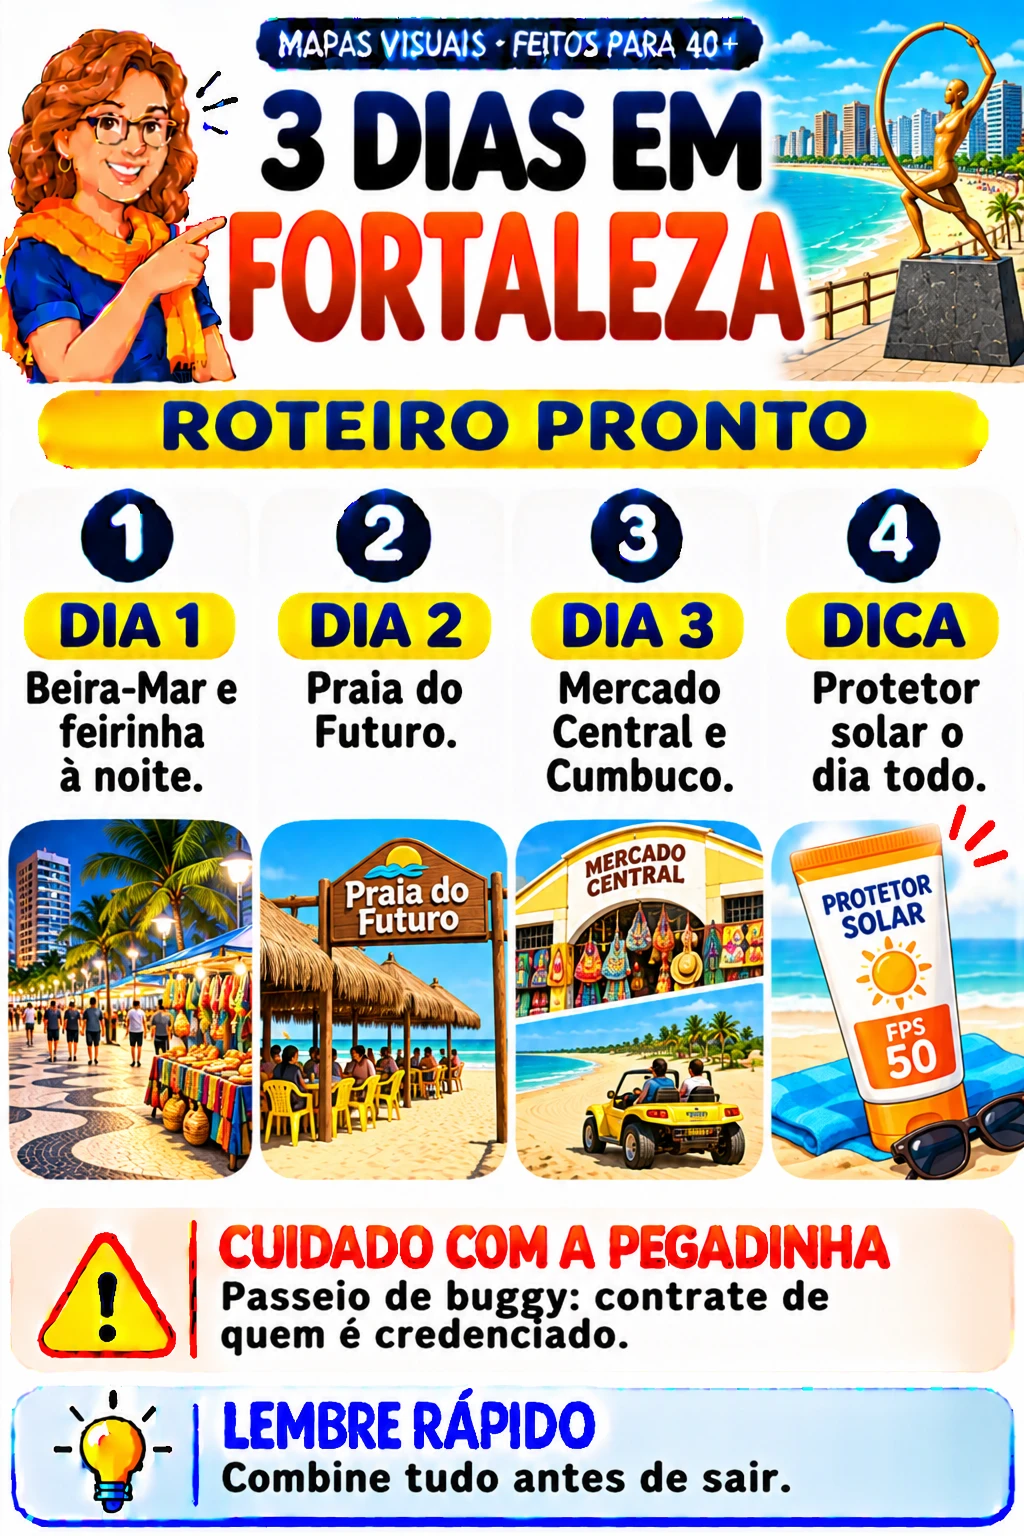 MAPAS VISUAIS • FEITOS PARA 40+
3 DIAS EM
FORTALEZA
ROTEIRO PRONTO
1
DIA 1
Beira-Mar e
feirinha
à noite.
2
DIA 2
Praia do
Futuro.
3
DIA 3
Mercado
Central e
Cumbuco.
4
DICA
Protetor
solar o
dia todo.
Praia do
Futuro
MERCADO
CENTRAL
PROTETOR
SOLAR
FPS
50
CUIDADO COM A PEGADINHA
Passeio de buggy: contrate de
quem é credenciado.
LEMBRE RÁPIDO
Combine tudo antes de sair.